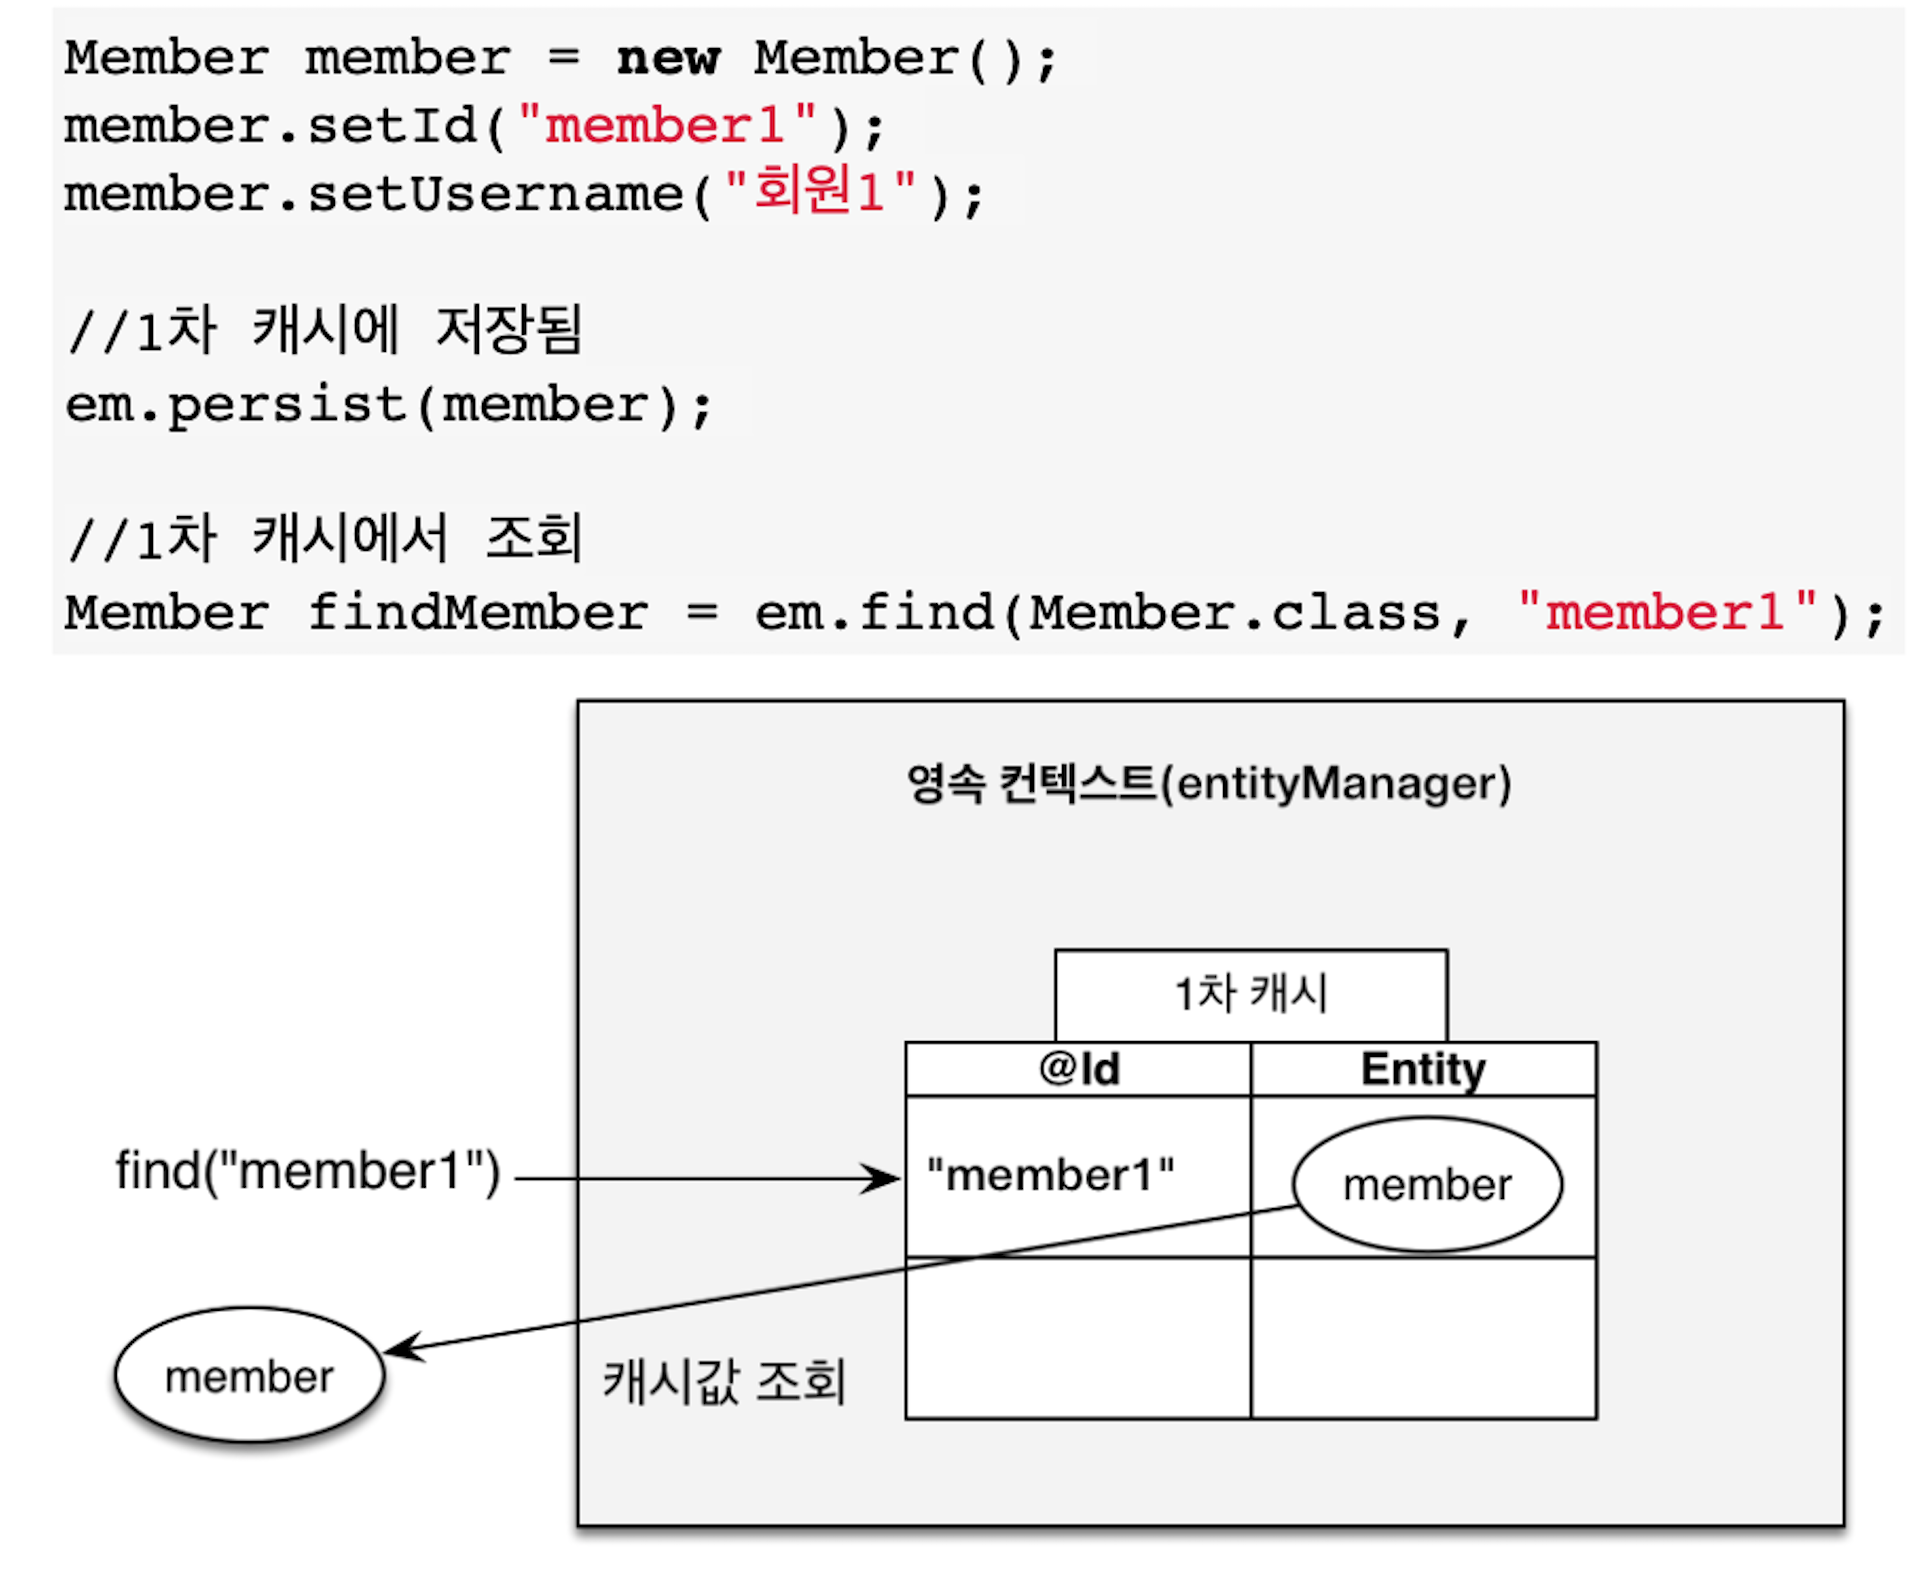 Member member = new Member();
member.setId("member1");
member.setUsername("회원1");
//1차 캐시에 저장됨
em.persist(member);
//1차 캐시에서 조회
Member findMember = em.find(Member.class, "member1");
영속 컨텍스트(entityManager)
1차 캐시
@Id Entity
find("member1")
"member1" member
member
캐시값 조회